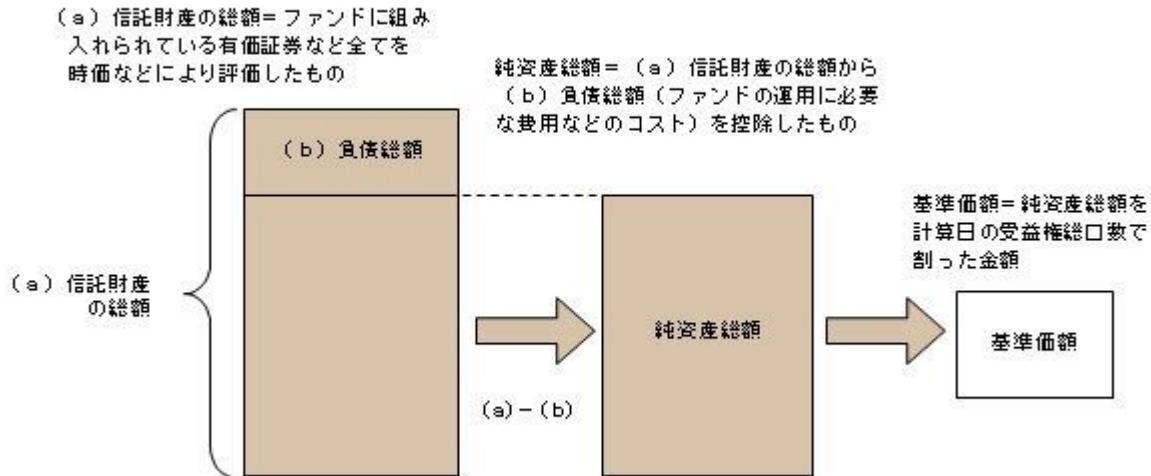 （a）信託財産の総額=ファンドに組み
入れられている有価証券など全てを
時価などにより評価したもの
純資産総額=（a）信託財産の総額から
（b）負債総額（ファンドの運用に必要
な費用などのコスト）を控除したもの
（b）負債総額
基準価額=純資産総額を
計算日の受益権総口数で
割った金額
（a）信託財産
の総額
純資産総額
基準価額
（a）−（b）